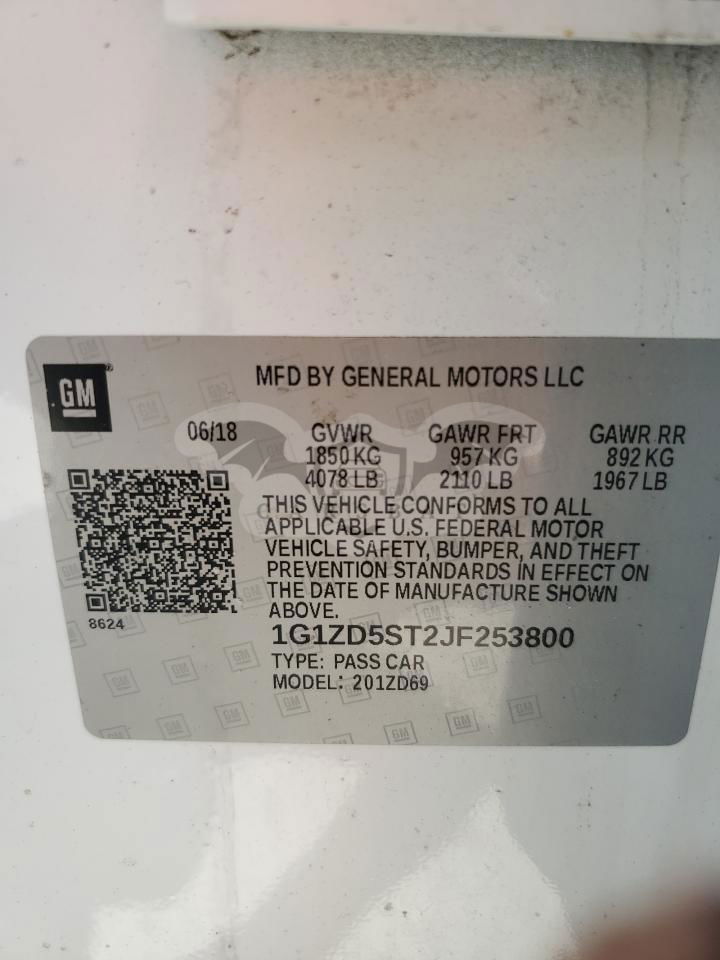 GM
MFD BY GENERAL MOTORS LLC
06/18 GVWR GAWR FRT GAWR RR
1850 KG 957 KG 892 KG
4078 LB 2110 LB 1967 LB
THIS VEHICLE CONFORMS TO ALL
APPLICABLE U.S. FEDERAL MOTOR
VEHICLE SAFETY, BUMPER, AND THEFT
PREVENTION STANDARDS IN EFFECT ON
THE DATE OF MANUFACTURE SHOWN
ABOVE.
8624
1G1ZD5ST2JF253800
TYPE: PASS CAR
MODEL: 201ZD69